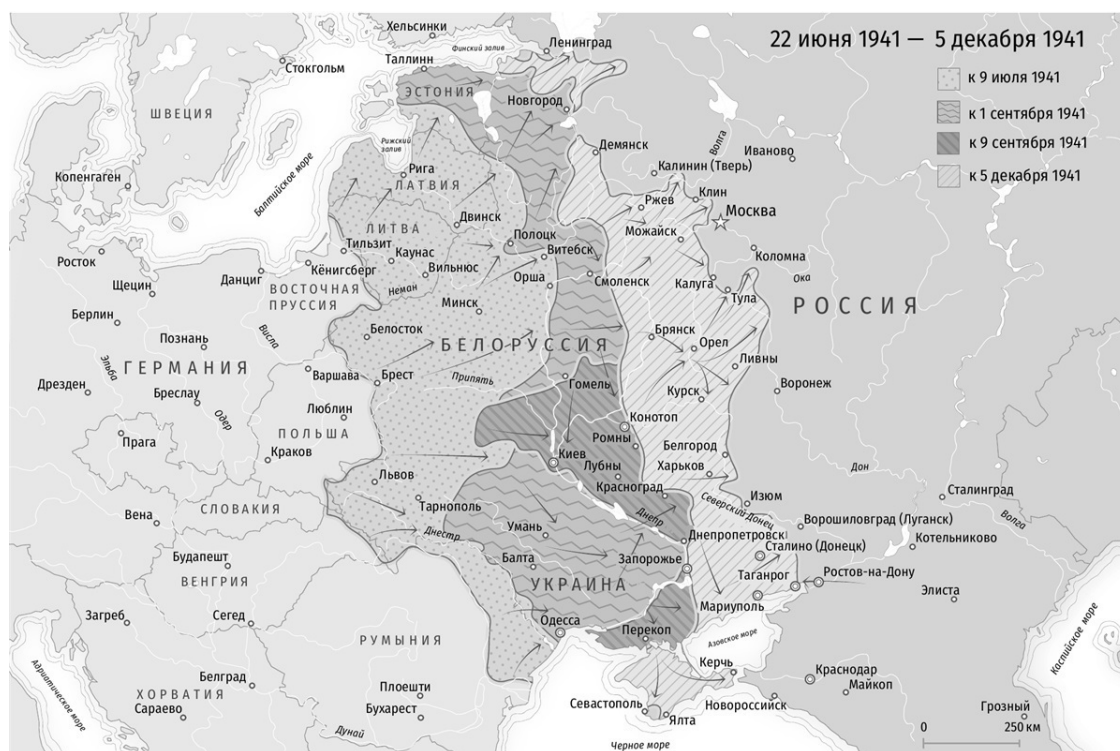 22 июня 1941 — 5 декабря 1941
к 9 июля 1941
к 1 сентября 1941
к 9 сентября 1941
к 5 декабря 1941
Хельсинки
Финский залив
Ленинград
Стокгольм
Таллинн
ЭСТОНИЯ
Новгород
ШВЕЦИЯ
Рижский
залив
Демянск
Волга
Иваново
Калинин (Тверь)
Копенгаген
Балтийское море
Рига
ЛАТВИЯ
Ржев
Клин
Москва
Двинск
ЛИТВА
Можайск
Тильзит
Каунас
Полоцк
Витебск
Коломна
Росток
Данциг
Кёнигсберг
Вильнюс
Орша
Смоленск
Калуга
Ока
Щецин
ВОСТОЧНАЯ
ПРУССИЯ
Неман
Минск
Тула
РОССИЯ
Берлин
Познань
Висла
Белосток
БЕЛОРУССИЯ
Брянск
Орел
Эльба
ГЕРМАНИЯ
Ливны
Варшава
Брест
Припять
Гомель
Дрезден
Бреслау
Курск
Воронеж
Одер
Люблин
ПОЛЬША
Конотоп
Прага
Краков
Ромны
Белгород
Киев
Лубны
Харьков
Дон
Львов
Красноград
Сталинград
Тарнополь
Северский Донец
Изюм
СЛОВАКИЯ
Вена
Днепр
Волга
Умань
Ворошиловград (Луганск)
Днестр
Днепропетровск
Котельниково
Будапешт
Балта
Запорожье
Сталино (Донецк)
ВЕНГРИЯ
УКРАИНА
Таганрог
Ростов-на-Дону
Элиста
Загреб
Сегед
Мариуполь
Одесса
Перекоп
Азовское море
РУМЫНИЯ
Каспийское море
Адриатическое море
Керчь
Краснодар
Белград
ХОРВАТИЯ
Плоешти
Майкоп
Сараево
Бухарест
Севастополь
Новороссийск
Грозный
Ялта
Дунай
Черное море
0
250 км